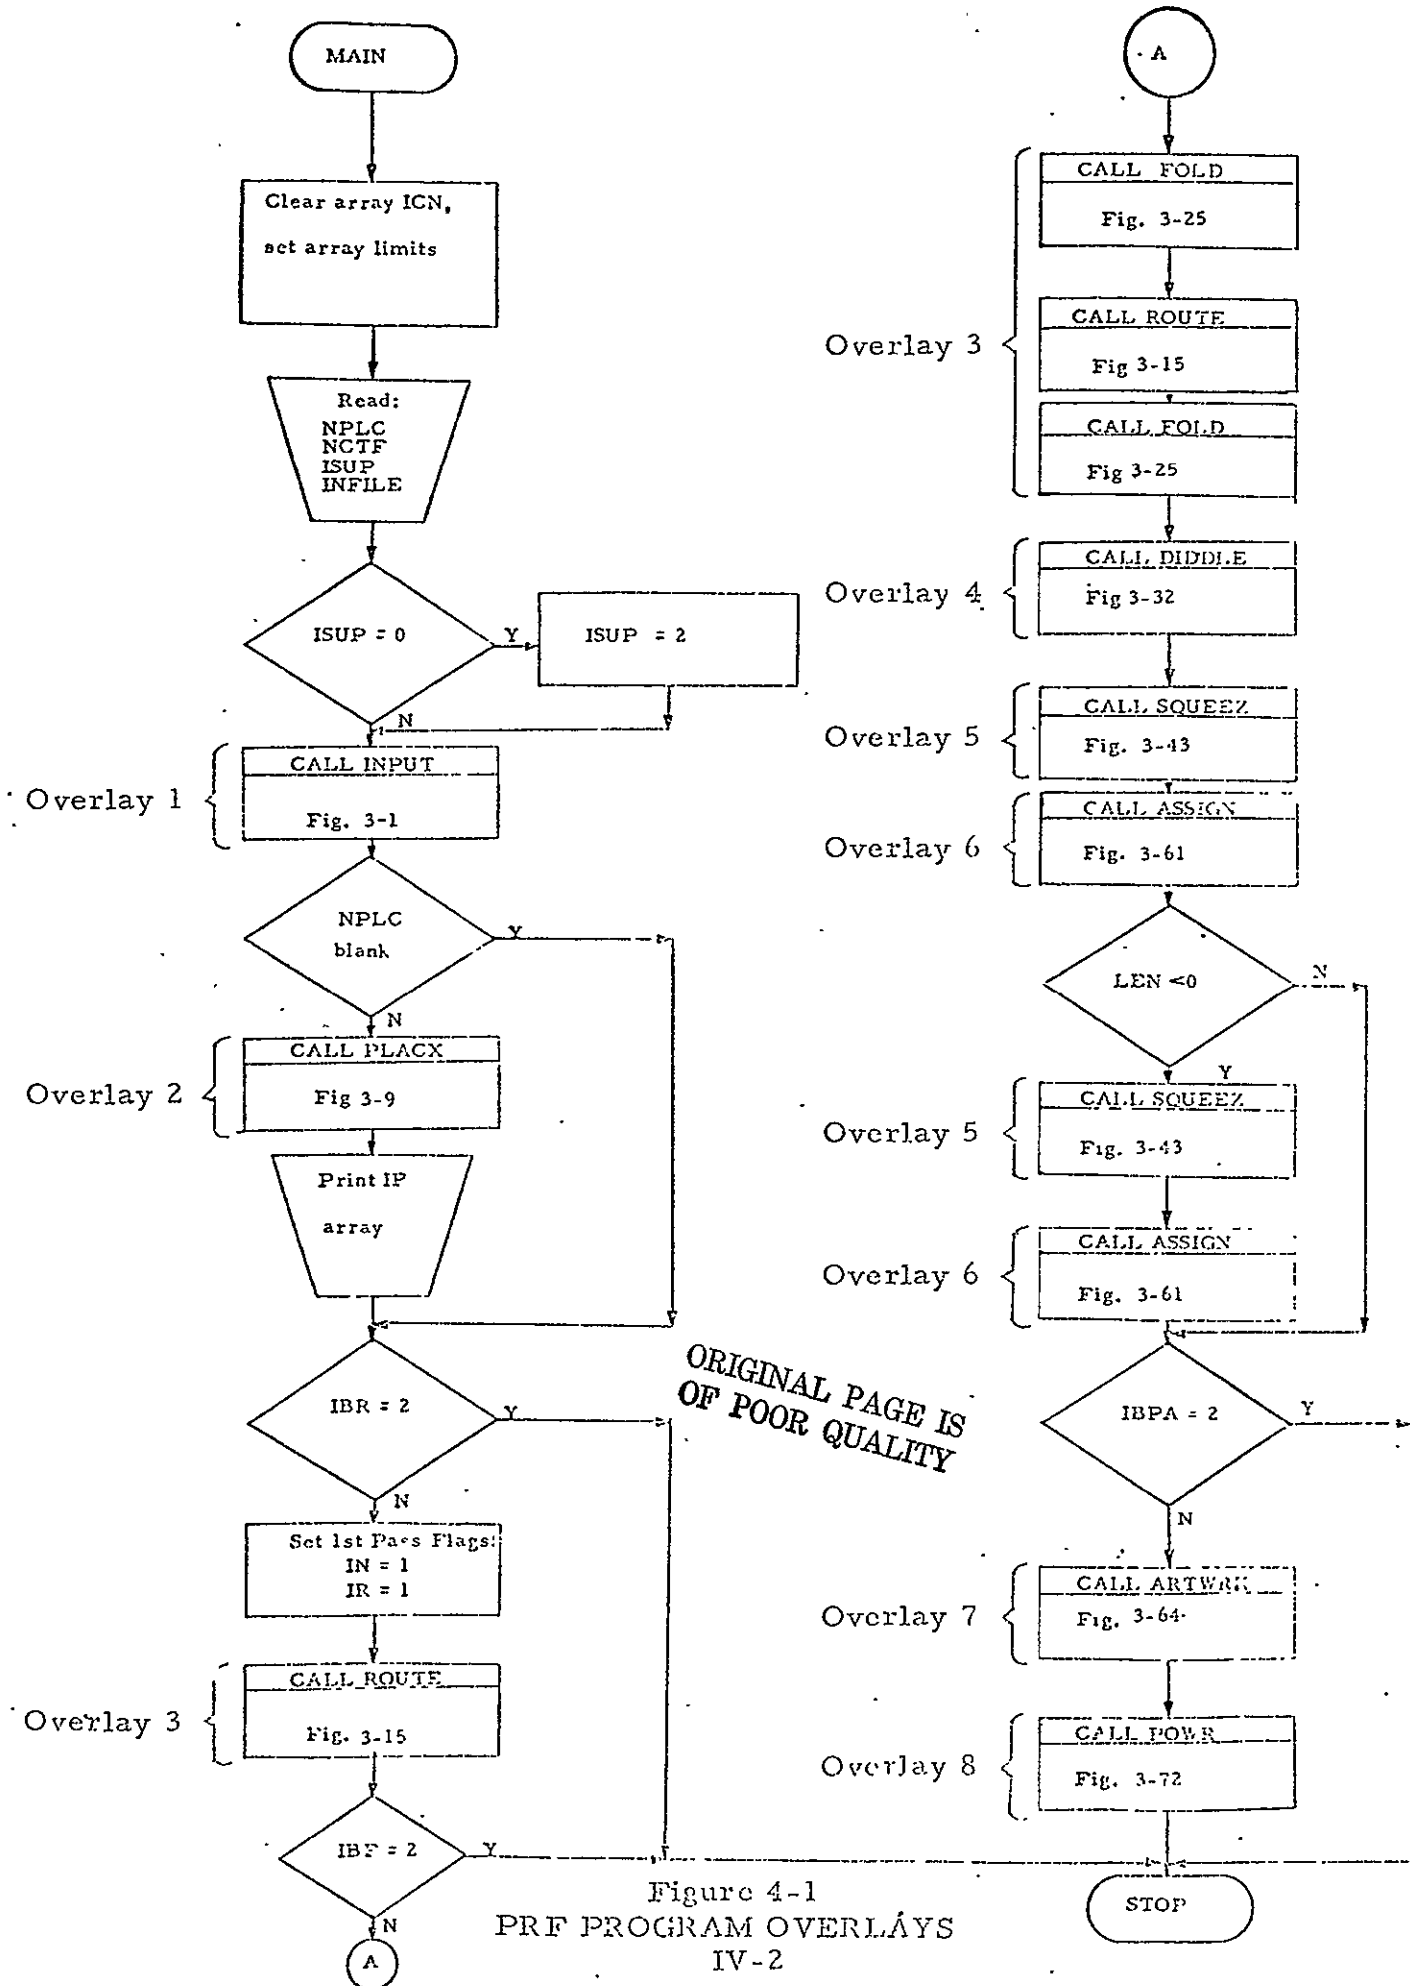 MAIN
Clear array ICN,
set array limits
Read:
NPLC
NCTF
ISUP
INFILE
ISUP = 0
Y
ISUP = 2
N
Overlay 1
CALL INPUT
Fig. 3-1
NPLC
blank
Y
N
Overlay 2
CALL PLACX
Fig 3-9
Print IP
array
IBR = 2
Y
N
Set 1st Pass Flags:
IN = 1
IR = 1
Overlay 3
CALL ROUTE
Fig. 3-15
IBF = 2
Y
N
A
A
Overlay 3
CALL FOLD
Fig. 3-25
CALL ROUTE
Fig 3-15
CALL FOLD
Fig 3-25
Overlay 4
CALL DIDDLE
Fig 3-32
Overlay 5
CALL SQUEEZ
Fig. 3-43
Overlay 6
CALL ASSIGN
Fig. 3-61
LEN <0
N
Y
Overlay 5
CALL SQUEEZ
Fig. 3-43
Overlay 6
CALL ASSIGN
Fig. 3-61
IBPA = 2
Y
N
Overlay 7
CALL ARTWRK
Fig. 3-64
Overlay 8
CALL POWR
Fig. 3-72
STOP
ORIGINAL PAGE IS
OF POOR QUALITY
Figure 4-1
PRF PROGRAM OVERLAYS
IV-2